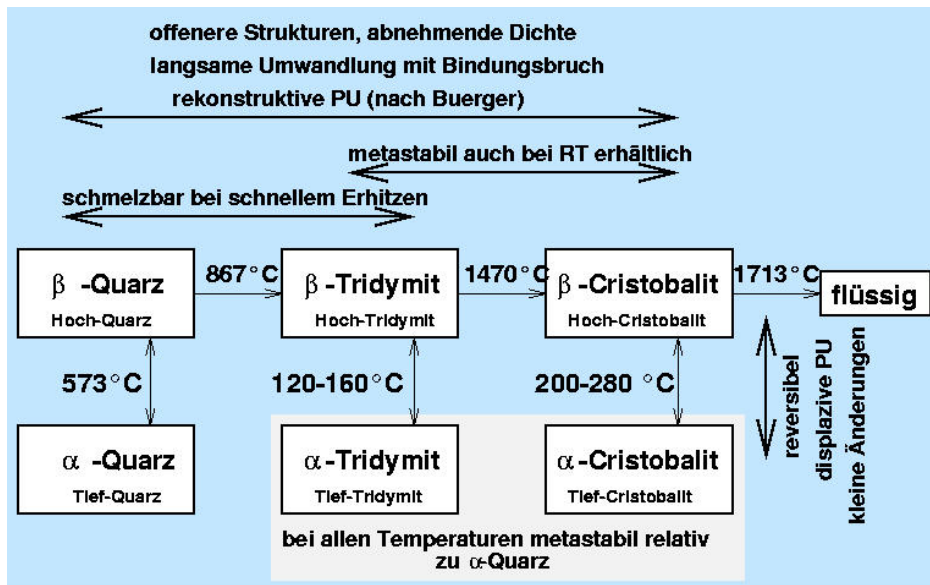 offenere Strukturen, abnehmende Dichte
langsame Umwandlung mit Bindungsbruch
rekonstruktive PU (nach Buerger)
metastabil auch bei RT erhältlich
schmelzbar bei schnellem Erhitzen
β -Quarz
Hoch-Quarz
867°C
β -Tridymit
Hoch-Tridymit
1470°C
β -Cristobalit
Hoch-Cristobalit
1713°C
flüssig
573°C
120-160°C
200-280 °C
reversibel
displazive PU
kleine Änderungen
α -Quarz
Tief-Quarz
α -Tridymit
Tief-Tridymit
α -Cristobalit
Tief-Cristobalit
bei allen Temperaturen metastabil relativ
zu α-Quarz